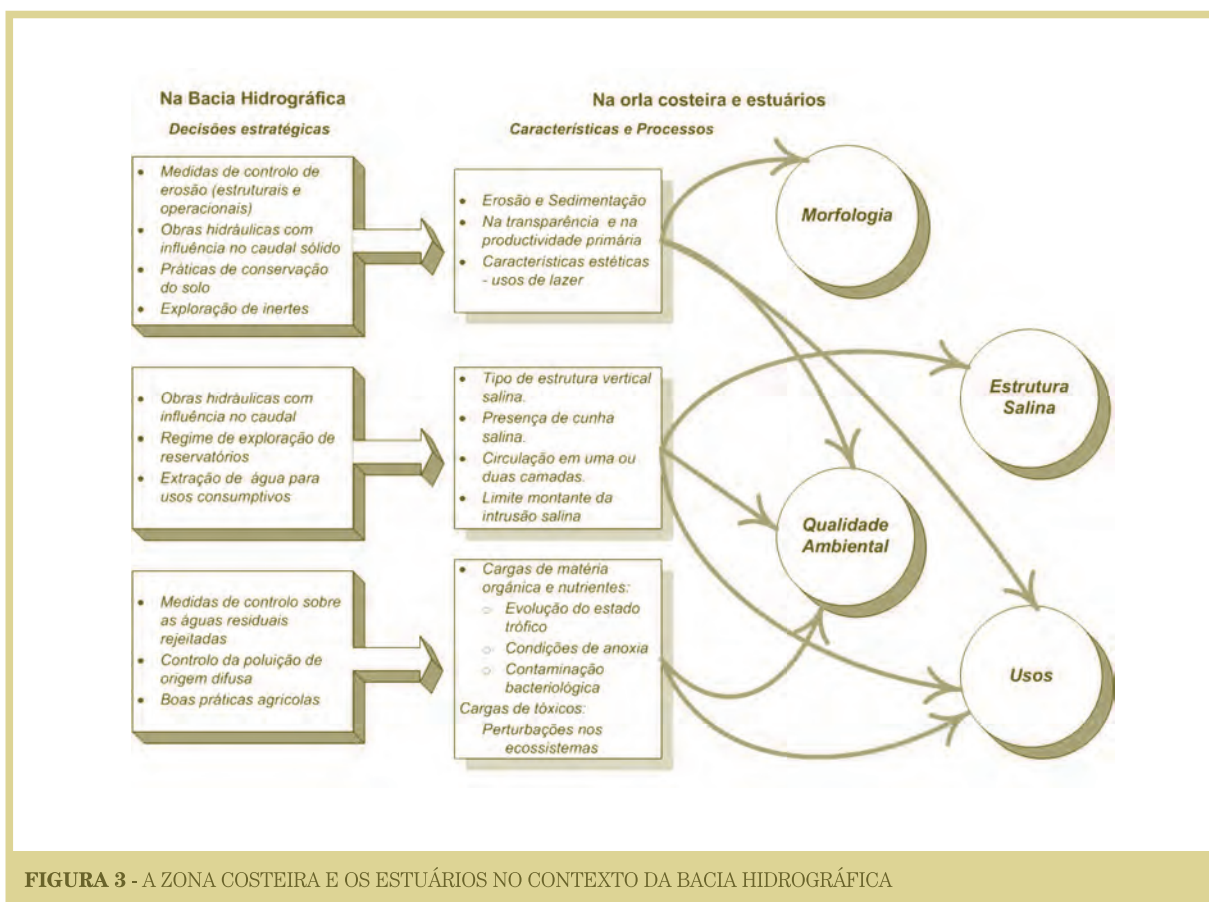 Na Bacia Hidrográfica
Decisões estratégicas
Na orla costeira e estuários
Características e Processos
• Medidas de controlo de
erosão (estruturais e
operacionais)
• Obras hidráulicas com
influência no caudal sólido
• Práticas de conservação
do solo
• Exploração de inertes
• Erosão e Sedimentação
• Na transparência e na
productividade primária
• Características estéticas
- usos de lazer
Morfologia
• Obras hidáulicas com
influência no caudal
• Regime de exploração de
reservatórios
• Extração de água para
usos consumptivos
• Tipo de estrutura vertical
salina.
• Presença de cunha
salina.
• Circulação em uma ou
duas camadas.
• Limite montante da
intrusão salina
Estrutura
Salina
Qualidade
Ambiental
• Medidas de controlo sobre
as águas residuais
rejeitadas
• Controlo da poluição de
origem difusa
• Boas práticas agrícolas
• Cargas de matéria
orgânica e nutrientes:
○ Evolução do estado
trófico
○ Condições de anoxia
○ Contaminação
bacteriológica
Cargas de tóxicos:
Perturbações nos
ecossistemas
Usos
FIGURA 3 - A ZONA COSTEIRA E OS ESTUÁRIOS NO CONTEXTO DA BACIA HIDROGRÁFICA